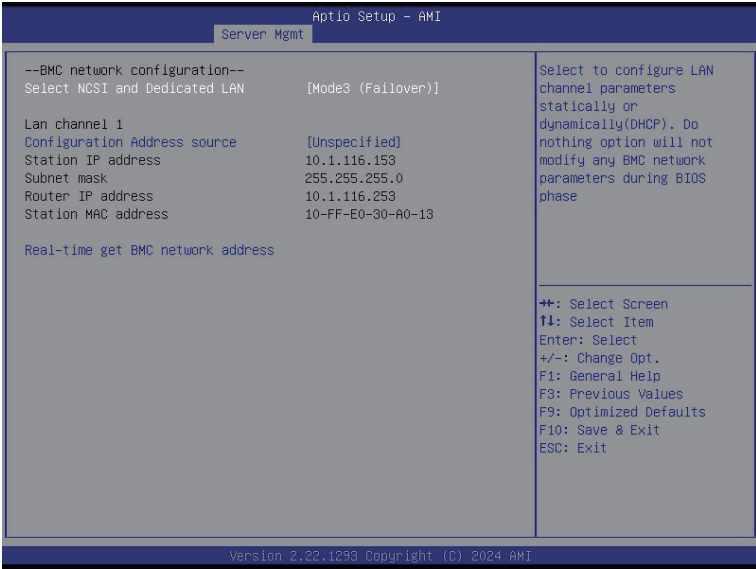 Aptio Setup – AMI
Server Mgmt
--BMC network configuration--
Select NCSI and Dedicated LAN [Mode3 (Failover)]
Lan channel 1
Configuration Address source [Unspecified]
Station IP address 10.1.116.153
Subnet mask 255.255.255.0
Router IP address 10.1.116.253
Station MAC address 10-FF-E0-30-A0-13
Real-time get BMC network address
Select to configure LAN
channel parameters
statically or
dynamically(DHCP). Do
nothing option will not
modify any BMC network
parameters during BIOS
phase
→←: Select Screen
↑↓: Select Item
Enter: Select
+/-: Change Opt.
F1: General Help
F3: Previous Values
F9: Optimized Defaults
F10: Save & Exit
ESC: Exit
Version 2.22.1293 Copyright (C) 2024 AMI